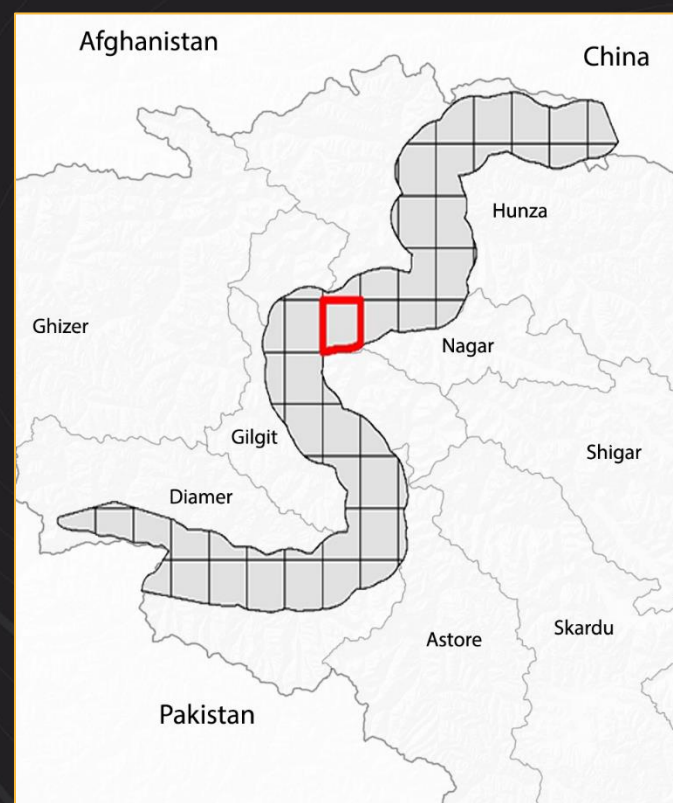 Afghanistan
China
Hunza
Ghizer
Nagar
Gilgit
Shigar
Diamer
Skardu
Astore
Pakistan